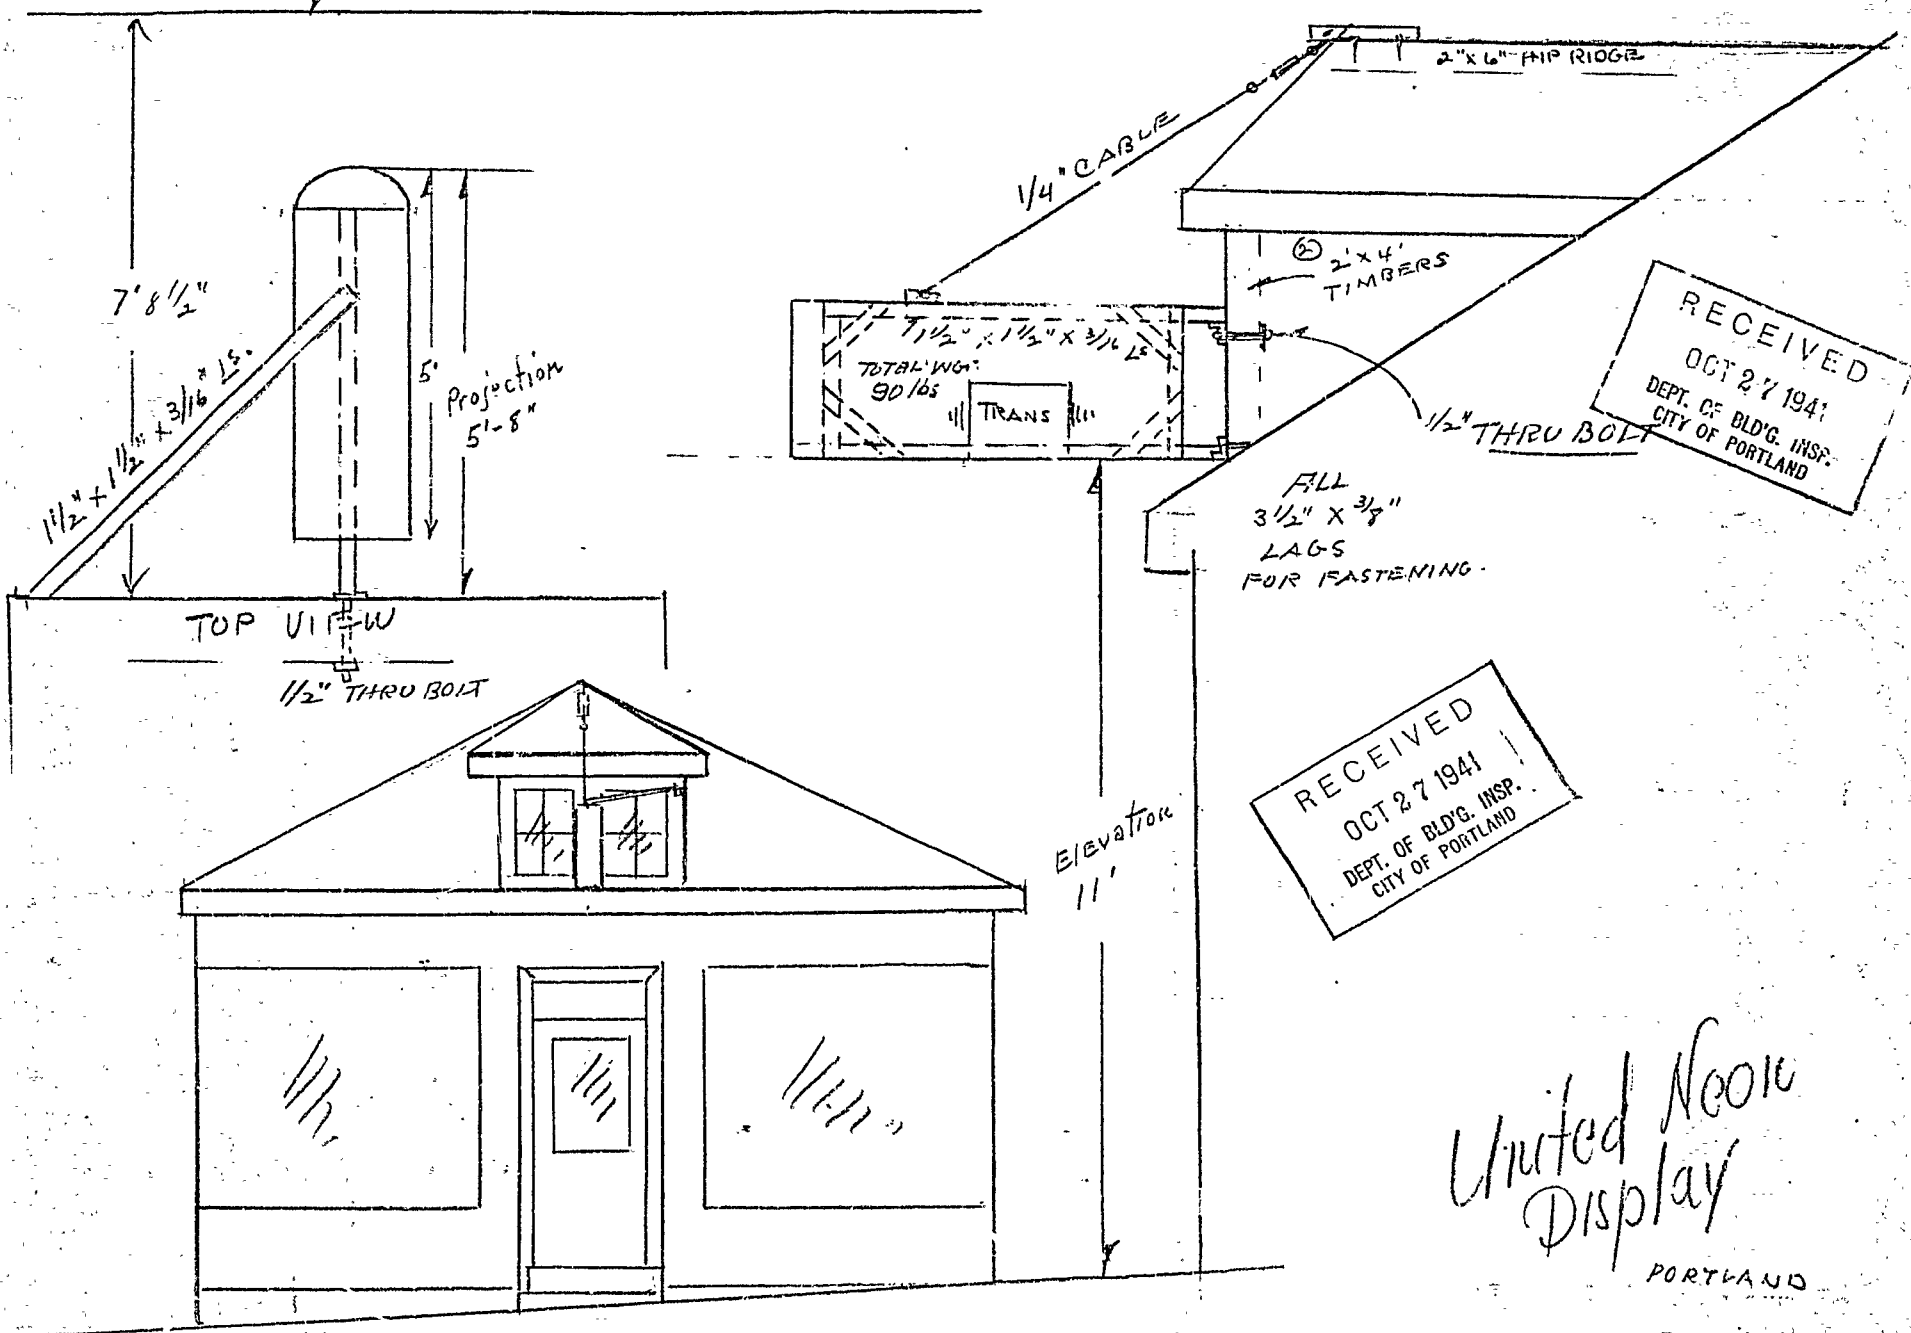 7' 8 1/2"
1 1/2" x 1 1/2" x 3/16" Ls.
5'
Projection
5'-8"
TOP VIEW
1/2" THRU BOLT
2" x 6" HIP RIDGE
1/4" CABLE
② 2' x 4'
TIMBERS
1 1/2" x 1 1/2" x 3/16 Ls
TOTAL WGT:
90 lbs
TRANS
1/2" THRU BOLT
FILL
3 1/2" X 3/8"
LAGS
FOR FASTENING.
RECEIVED
OCT 27 1941
DEPT. OF BLD'G. INSP.
CITY OF PORTLAND
RECEIVED
OCT 27 1941
DEPT. OF BLD'G. INSP.
CITY OF PORTLAND
Elevation
11'
United Neon
Display
PORTLAND